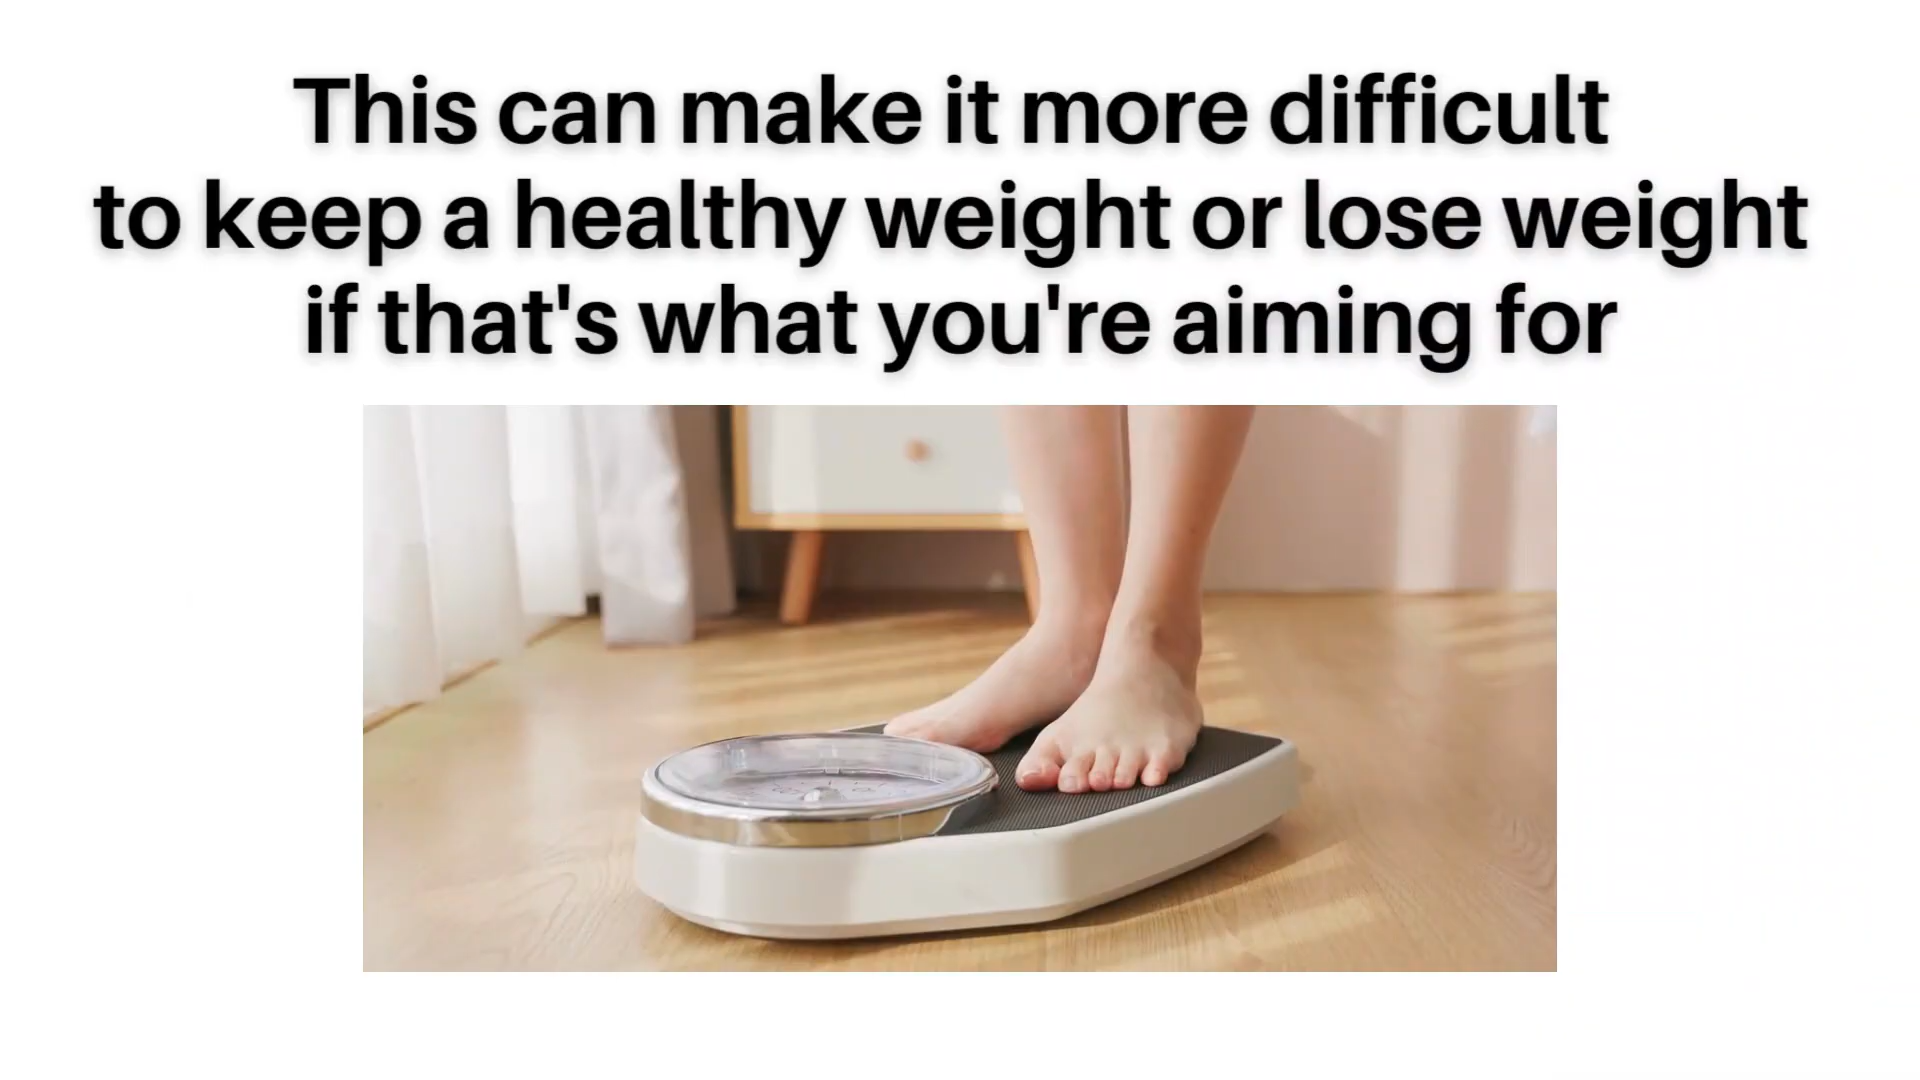 This can make it more difficult
to keep a healthy weight or lose weight
if that's what you're aiming for